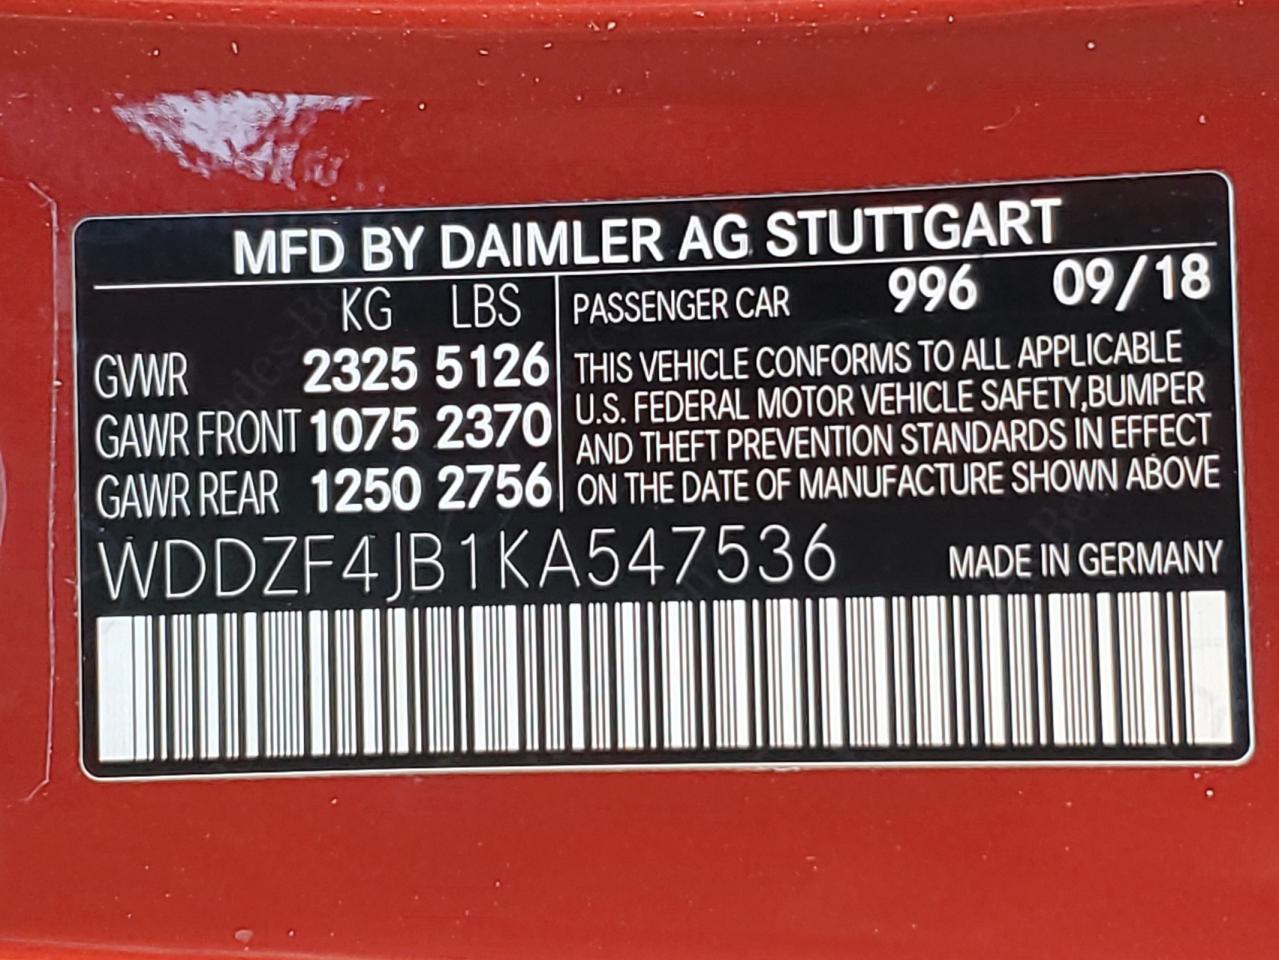 MFD BY DAIMLER AG STUTTGART
KG LBS
GVWR 2325 5126
GAWR FRONT 1075 2370
GAWR REAR 1250 2756
PASSENGER CAR 996 09/18
THIS VEHICLE CONFORMS TO ALL APPLICABLE
U.S. FEDERAL MOTOR VEHICLE SAFETY,BUMPER
AND THEFT PREVENTION STANDARDS IN EFFECT
ON THE DATE OF MANUFACTURE SHOWN ABOVE
WDDZF4JB1KA547536 MADE IN GERMANY